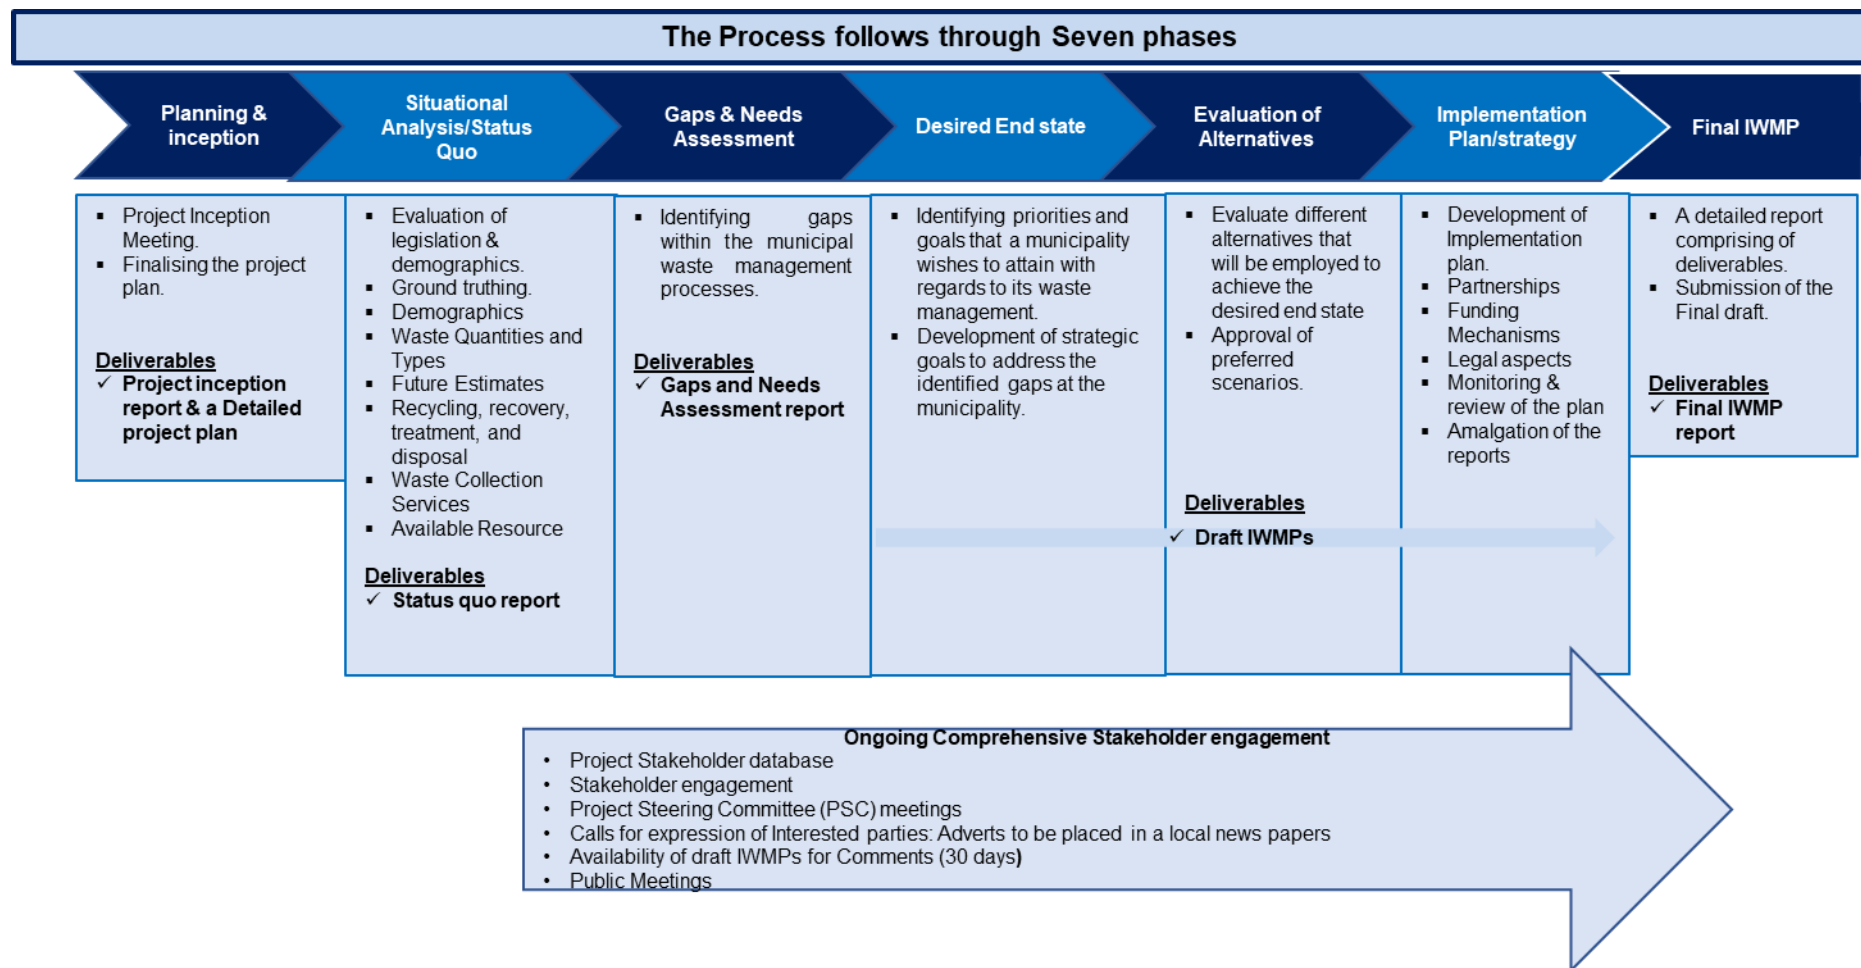 The Process follows through Seven phases
Planning &
inception
Situational
Analysis/Status
Quo
Gaps & Needs
Assessment
Desired End state
Evaluation of
Alternatives
Implementation
Plan/strategy
Final IWMP
▪ Project Inception
Meeting.
▪ Finalising the project
plan.
Deliverables
✓ Project inception
report & a Detailed
project plan
▪ Evaluation of
legislation &
demographics.
▪ Ground truthing.
▪ Demographics
▪ Waste Quantities and
Types
▪ Future Estimates
▪ Recycling, recovery,
treatment, and
disposal
▪ Waste Collection
Services
▪ Available Resource
Deliverables
✓ Status quo report
▪ Identifying gaps
within the municipal
waste management
processes.
Deliverables
✓ Gaps and Needs
Assessment report
▪ Identifying priorities and
goals that a municipality
wishes to attain with
regards to its waste
management.
▪ Development of strategic
goals to address the
identified gaps at the
municipality.
▪ Evaluate different
alternatives that
will be employed to
achieve the
desired end state
▪ Approval of
preferred
scenarios.
Deliverables
✓ Draft IWMPs
▪ Development of
Implementation
plan.
▪ Partnerships
▪ Funding
Mechanisms
▪ Legal aspects
▪ Monitoring &
review of the plan
▪ Amalgation of the
reports
▪ A detailed report
comprising of
deliverables.
▪ Submission of the
Final draft.
Deliverables
✓ Final IWMP
report
Ongoing Comprehensive Stakeholder engagement
• Project Stakeholder database
• Stakeholder engagement
• Project Steering Committee (PSC) meetings
• Calls for expression of Interested parties: Adverts to be placed in a local news papers
• Availability of draft IWMPs for Comments (30 days)
• Public Meetings